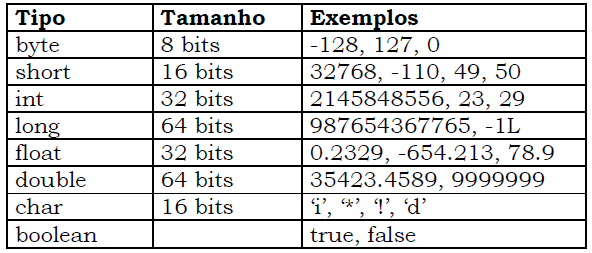 Tipo Tamanho Exemplos
byte 8 bits -128, 127, 0
short 16 bits 32768, -110, 49, 50
int 32 bits 2145848556, 23, 29
long 64 bits 987654367765, -1L
float 32 bits 0.2329, -654.213, 78.9
double 64 bits 35423.4589, 9999999
char 16 bits ‘i’, ‘*’, ‘!’, ‘d’
boolean true, false